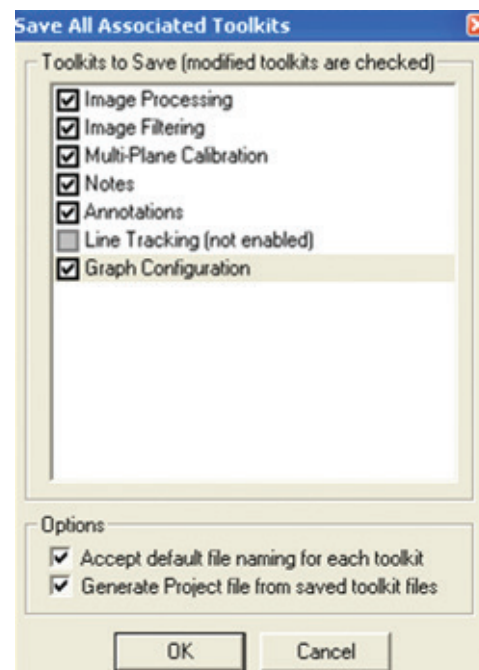 Save All Associated Toolkits
Toolkits to Save (modified toolkits are checked)
Image Processing
Image Filtering
Multi-Plane Calibration
Notes
Annotations
Line Tracking (not enabled)
Graph Configuration
Options
Accept default file naming for each toolkit
Generate Project file from saved toolkit files
OK Cancel